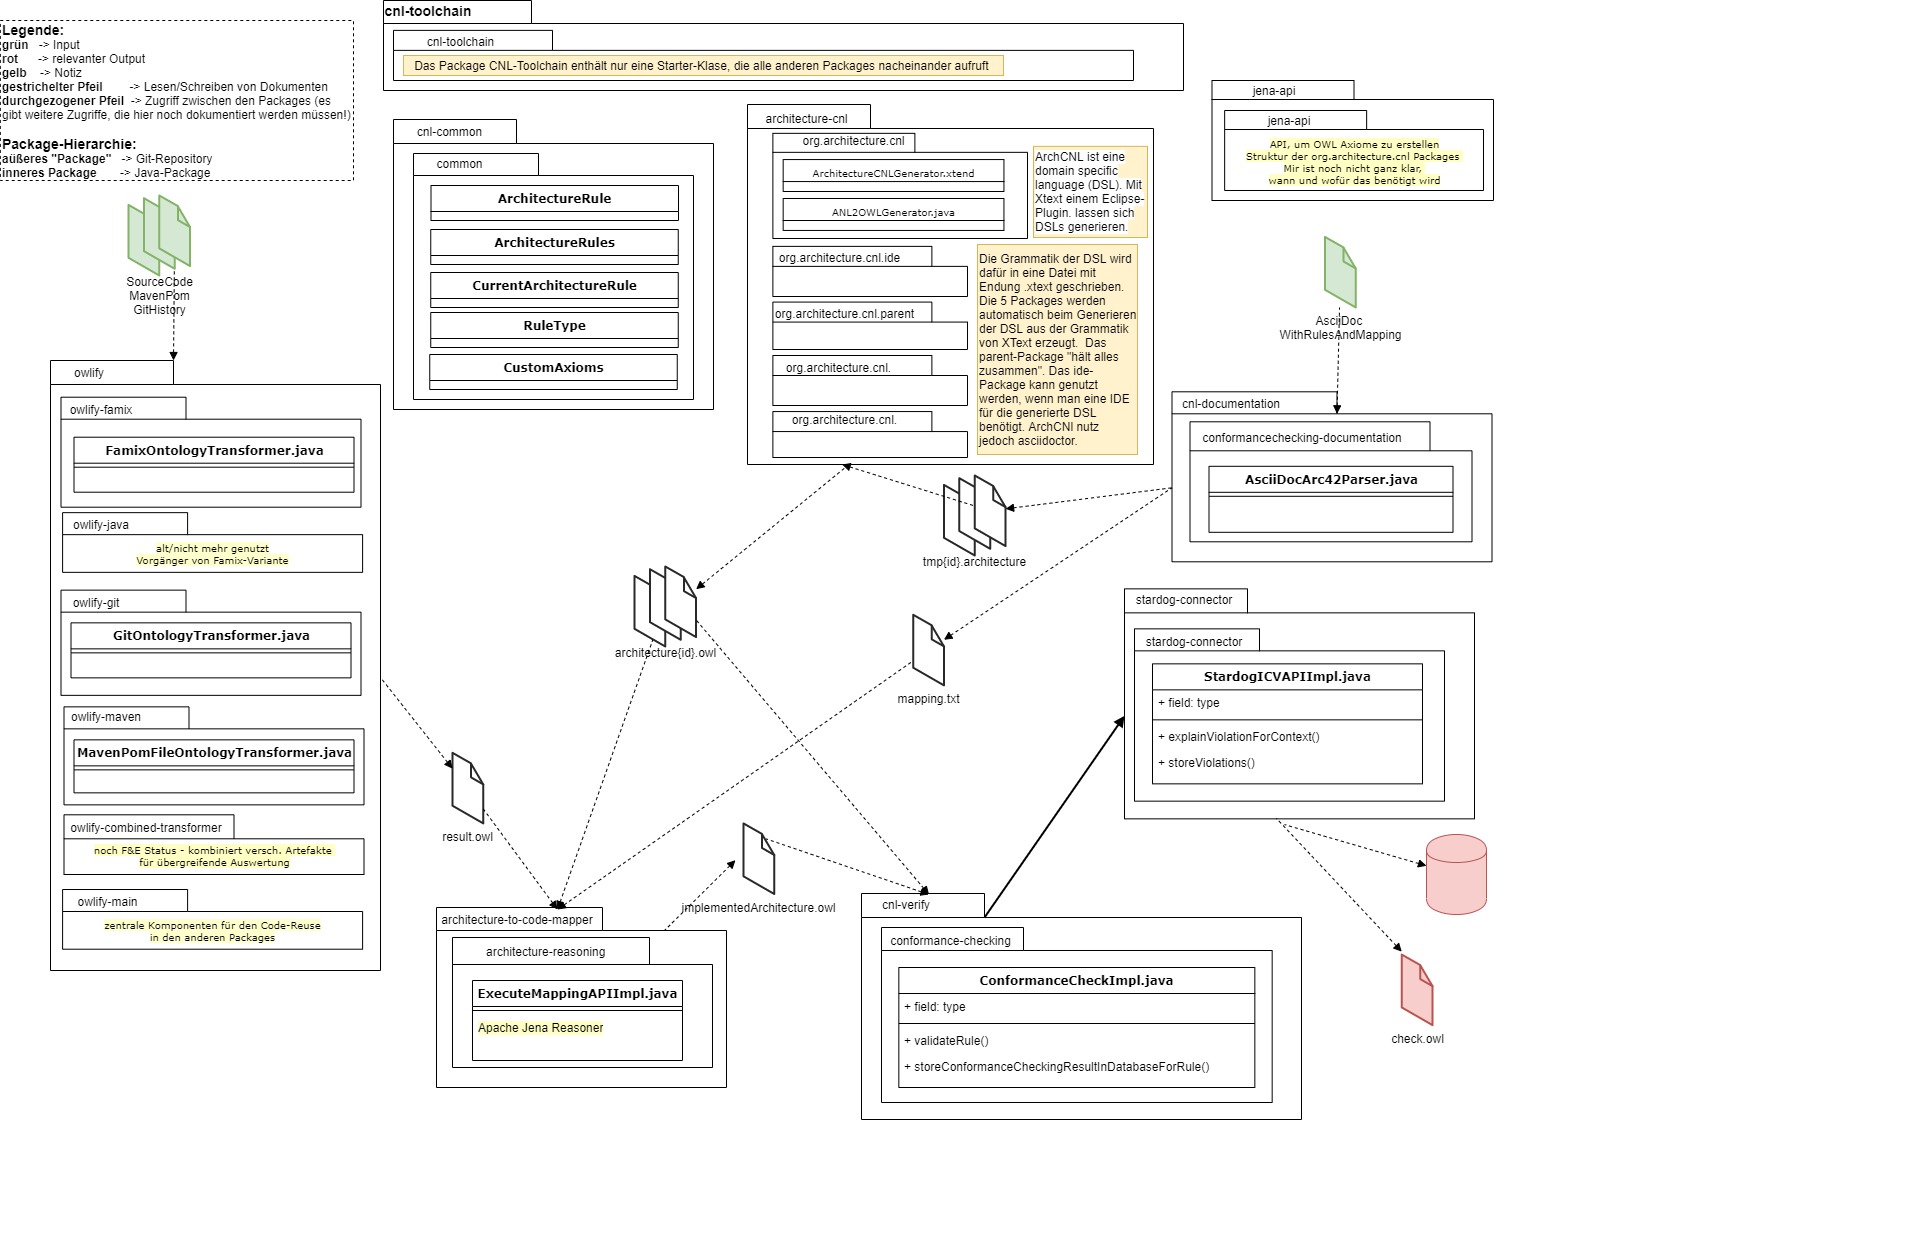 Legende:
grün -> Input
rot -> relevanter Output
gelb -> Notiz
gestrichelter Pfeil -> Lesen/Schreiben von Dokumenten
durchgezogener Pfeil -> Zugriff zwischen den Packages (es
gibt weitere Zugriffe, die hier noch dokumentiert werden müssen!)
Package-Hierarchie:
äußeres "Package" -> Git-Repository
inneres Package -> Java-Package
cnl-toolchain
cnl-toolchain
Das Package CNL-Toolchain enthält nur eine Starter-Klase, die alle anderen Packages nacheinander aufruft
jena-api
jena-api
API, um OWL Axiome zu erstellen
Struktur der org.architecture.cnl Packages
Mir ist noch nicht ganz klar,
wann und wofür das benötigt wird
cnl-common
common
ArchitectureRule
ArchitectureRules
CurrentArchitectureRule
RuleType
CustomAxioms
architecture-cnl
org.architecture.cnl
ArchitectureCNLGenerator.xtend
ANL2OWLGenerator.java
ArchCNL ist eine
domain specific
language (DSL). Mit
Xtext einem Eclipse-
Plugin. lassen sich
DSLs generieren.
org.architecture.cnl.ide
org.architecture.cnl.parent
org.architecture.cnl.
org.architecture.cnl.
Die Grammatik der DSL wird
dafür in eine Datei mit
Endung .xtext geschrieben.
Die 5 Packages werden
automatisch beim Generieren
der DSL aus der Grammatik
von XText erzeugt. Das
parent-Package "hält alles
zusammen". Das ide-
Package kann genutzt
werden, wenn man eine IDE
für die generierte DSL
benötigt. ArchCNl nutz
jedoch asciidoctor.
SourceCode
MavenPom
GitHistory
AsciiDoc
WithRulesAndMapping
owlify
owlify-famix
FamixOntologyTransformer.java
owlify-java
alt/nicht mehr genutzt
Vorgänger von Famix-Variante
owlify-git
GitOntologyTransformer.java
owlify-maven
MavenPomFileOntologyTransformer.java
owlify-combined-transformer
noch F&E Status - kombiniert versch. Artefakte
für übergreifende Auswertung
owlify-main
zentrale Komponenten für den Code-Reuse
in den anderen Packages
cnl-documentation
conformancechecking-documentation
AsciiDocArc42Parser.java
tmp{id}.architecture
architecture{id}.owl
mapping.txt
result.owl
implementedArchitecture.owl
stardog-connector
stardog-connector
StardogICVAPIImpl.java
+ field: type
+ explainViolationForContext()
+ storeViolations()
architecture-to-code-mapper
architecture-reasoning
ExecuteMappingAPIImpl.java
Apache Jena Reasoner
cnl-verify
conformance-checking
ConformanceCheckImpl.java
+ field: type
+ validateRule()
+ storeConformanceCheckingResultInDatabaseForRule()
check.owl